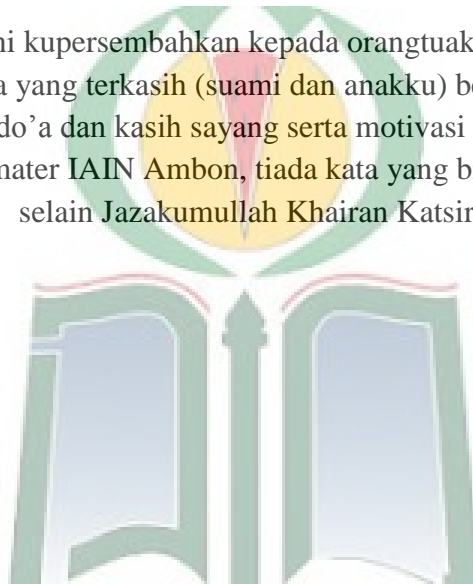 ni kupersembahkan kepada orangtuak
a yang terkasih (suami dan anakku) be
do’a dan kasih sayang serta motivasi
mater IAIN Ambon, tiada kata yang b
selain Jazakumullah Khairan Katsir